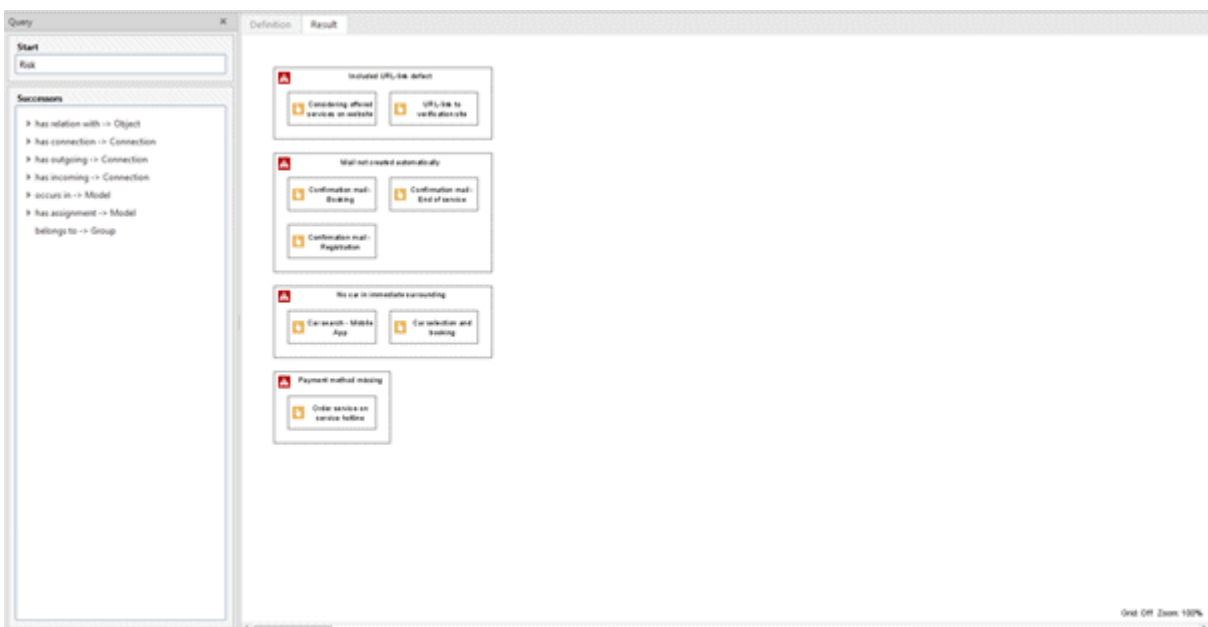 Query
Definition
Result
Start
Risk
Successors
has relation with -> Object
has connection -> Connection
has outgoing -> Connection
has incoming -> Connection
occurs in -> Model
has assignment -> Model
belongs to -> Group
Included URL-link defect
Considering offered
services on website
URL-link to
verification site
Mail not created automatically
Confirmation mail -
Booking
Confirmation mail -
End of service
Confirmation mail -
Registration
No car in immediate surrounding
Car search - Mobile
App
Car selection and
booking
Payment method missing
Order service on
service hotline
Grid: Off Zoom: 100%